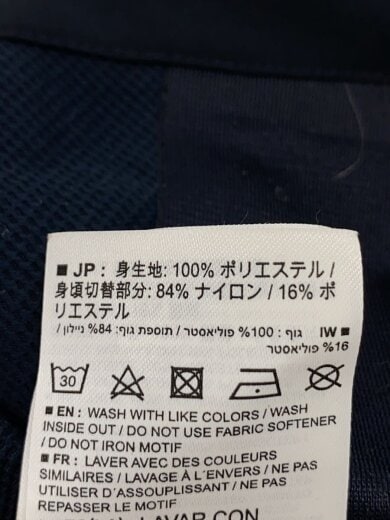 ■ JP : 身生地: 100% ポリエステル /
身頃切替部分: 84% ナイロン / 16% ポ
リエステル
■ IW : גוף: 100% פוליאסטר / תוספת גוף: 84% ניילון /
16% פוליאסטר
30
■ EN : WASH WITH LIKE COLORS / WASH
INSIDE OUT / DO NOT USE FABRIC SOFTENER
/ DO NOT IRON MOTIF
■ FR : LAVER AVEC DES COULEURS
SIMILAIRES / LAVAGE À L´ENVERS / NE PAS
UTILISER D´ASSOUPLISSANT / NE PAS
REPASSER LE MOTIF
LAVAR CON